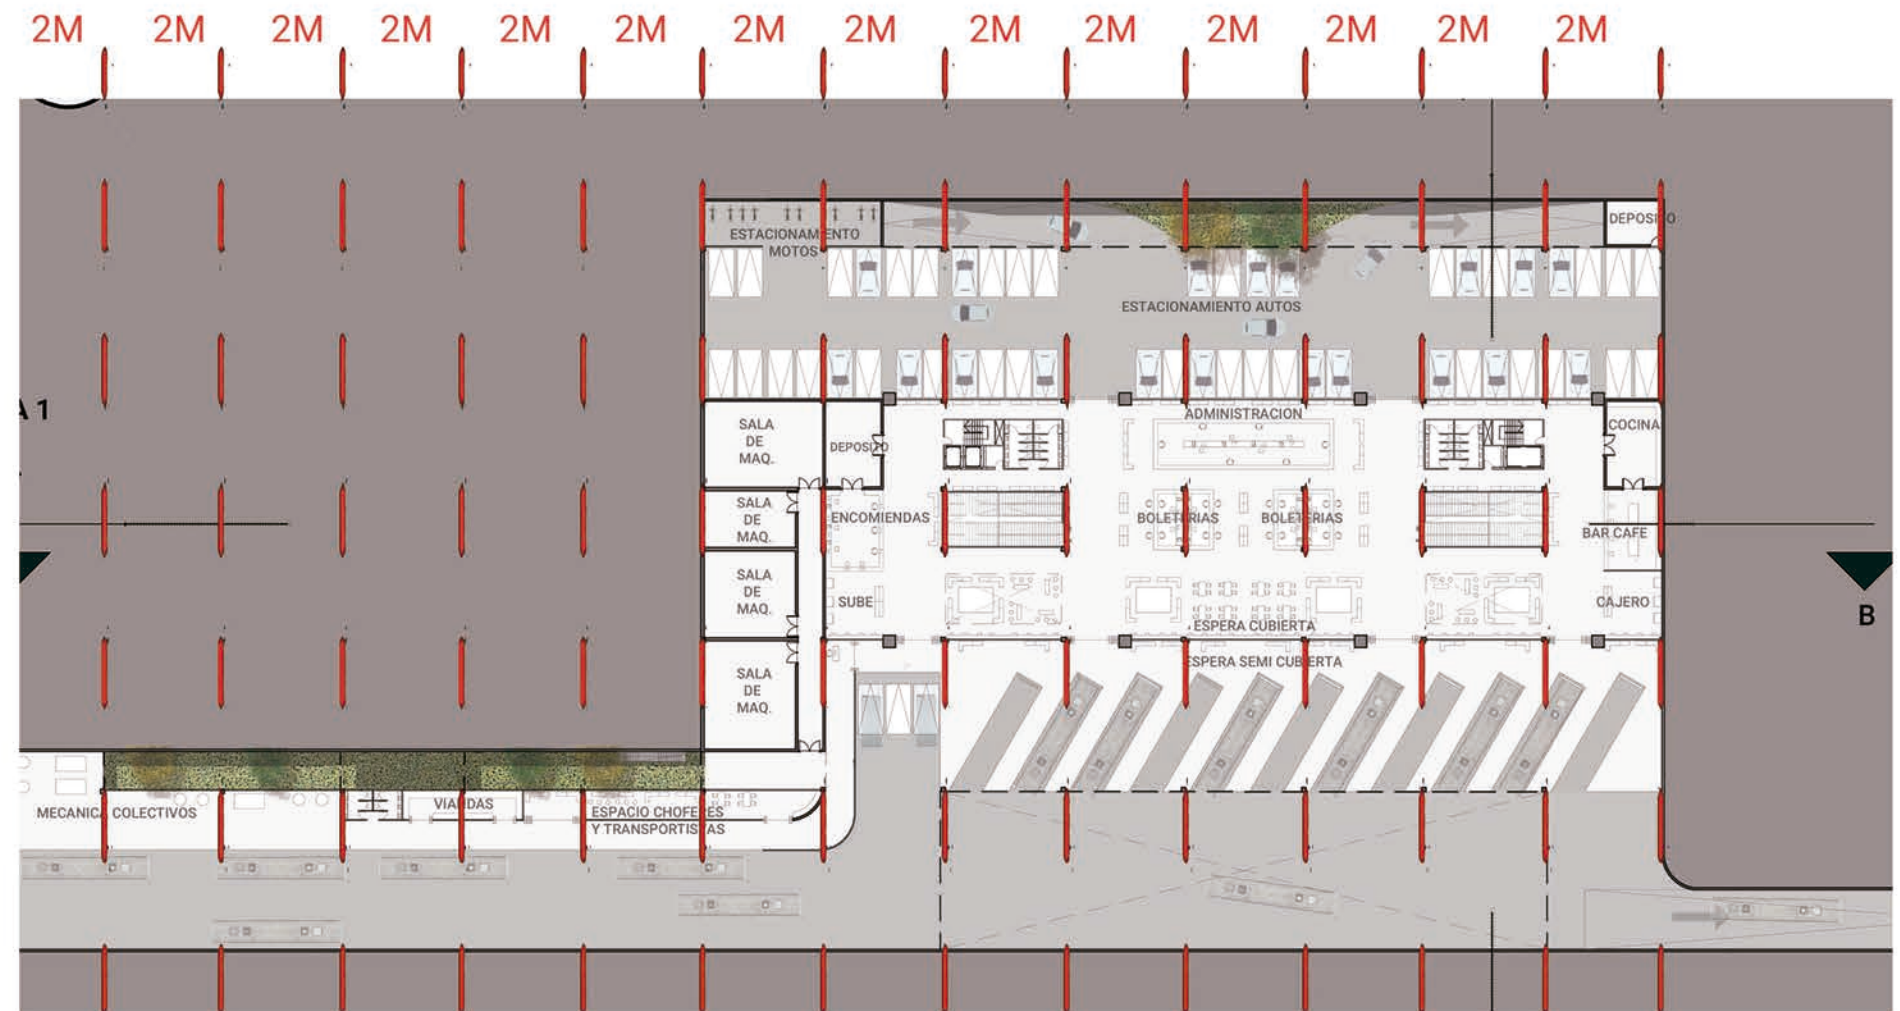 2M 2M 2M 2M 2M 2M 2M 2M 2M 2M 2M 2M 2M 2M
DEPOSITO
ESTACIONAMIENTO
MOTOS
ESTACIONAMIENTO AUTOS
A 1
ADMINISTRACION
SALA
DE
MAQ.
DEPOSITO
COCINA
SALA
DE
MAQ.
ENCOMIENDAS
BOLETERIAS
BOLETERIAS
BAR CAFE
SALA
DE
MAQ.
SUBE
CAJERO
B
ESPERA CUBIERTA
ESPERA SEMI CUBIERTA
SALA
DE
MAQ.
MECANICA COLECTIVOS
VIANDAS
ESPACIO CHOFERES
Y TRANSPORTISTAS